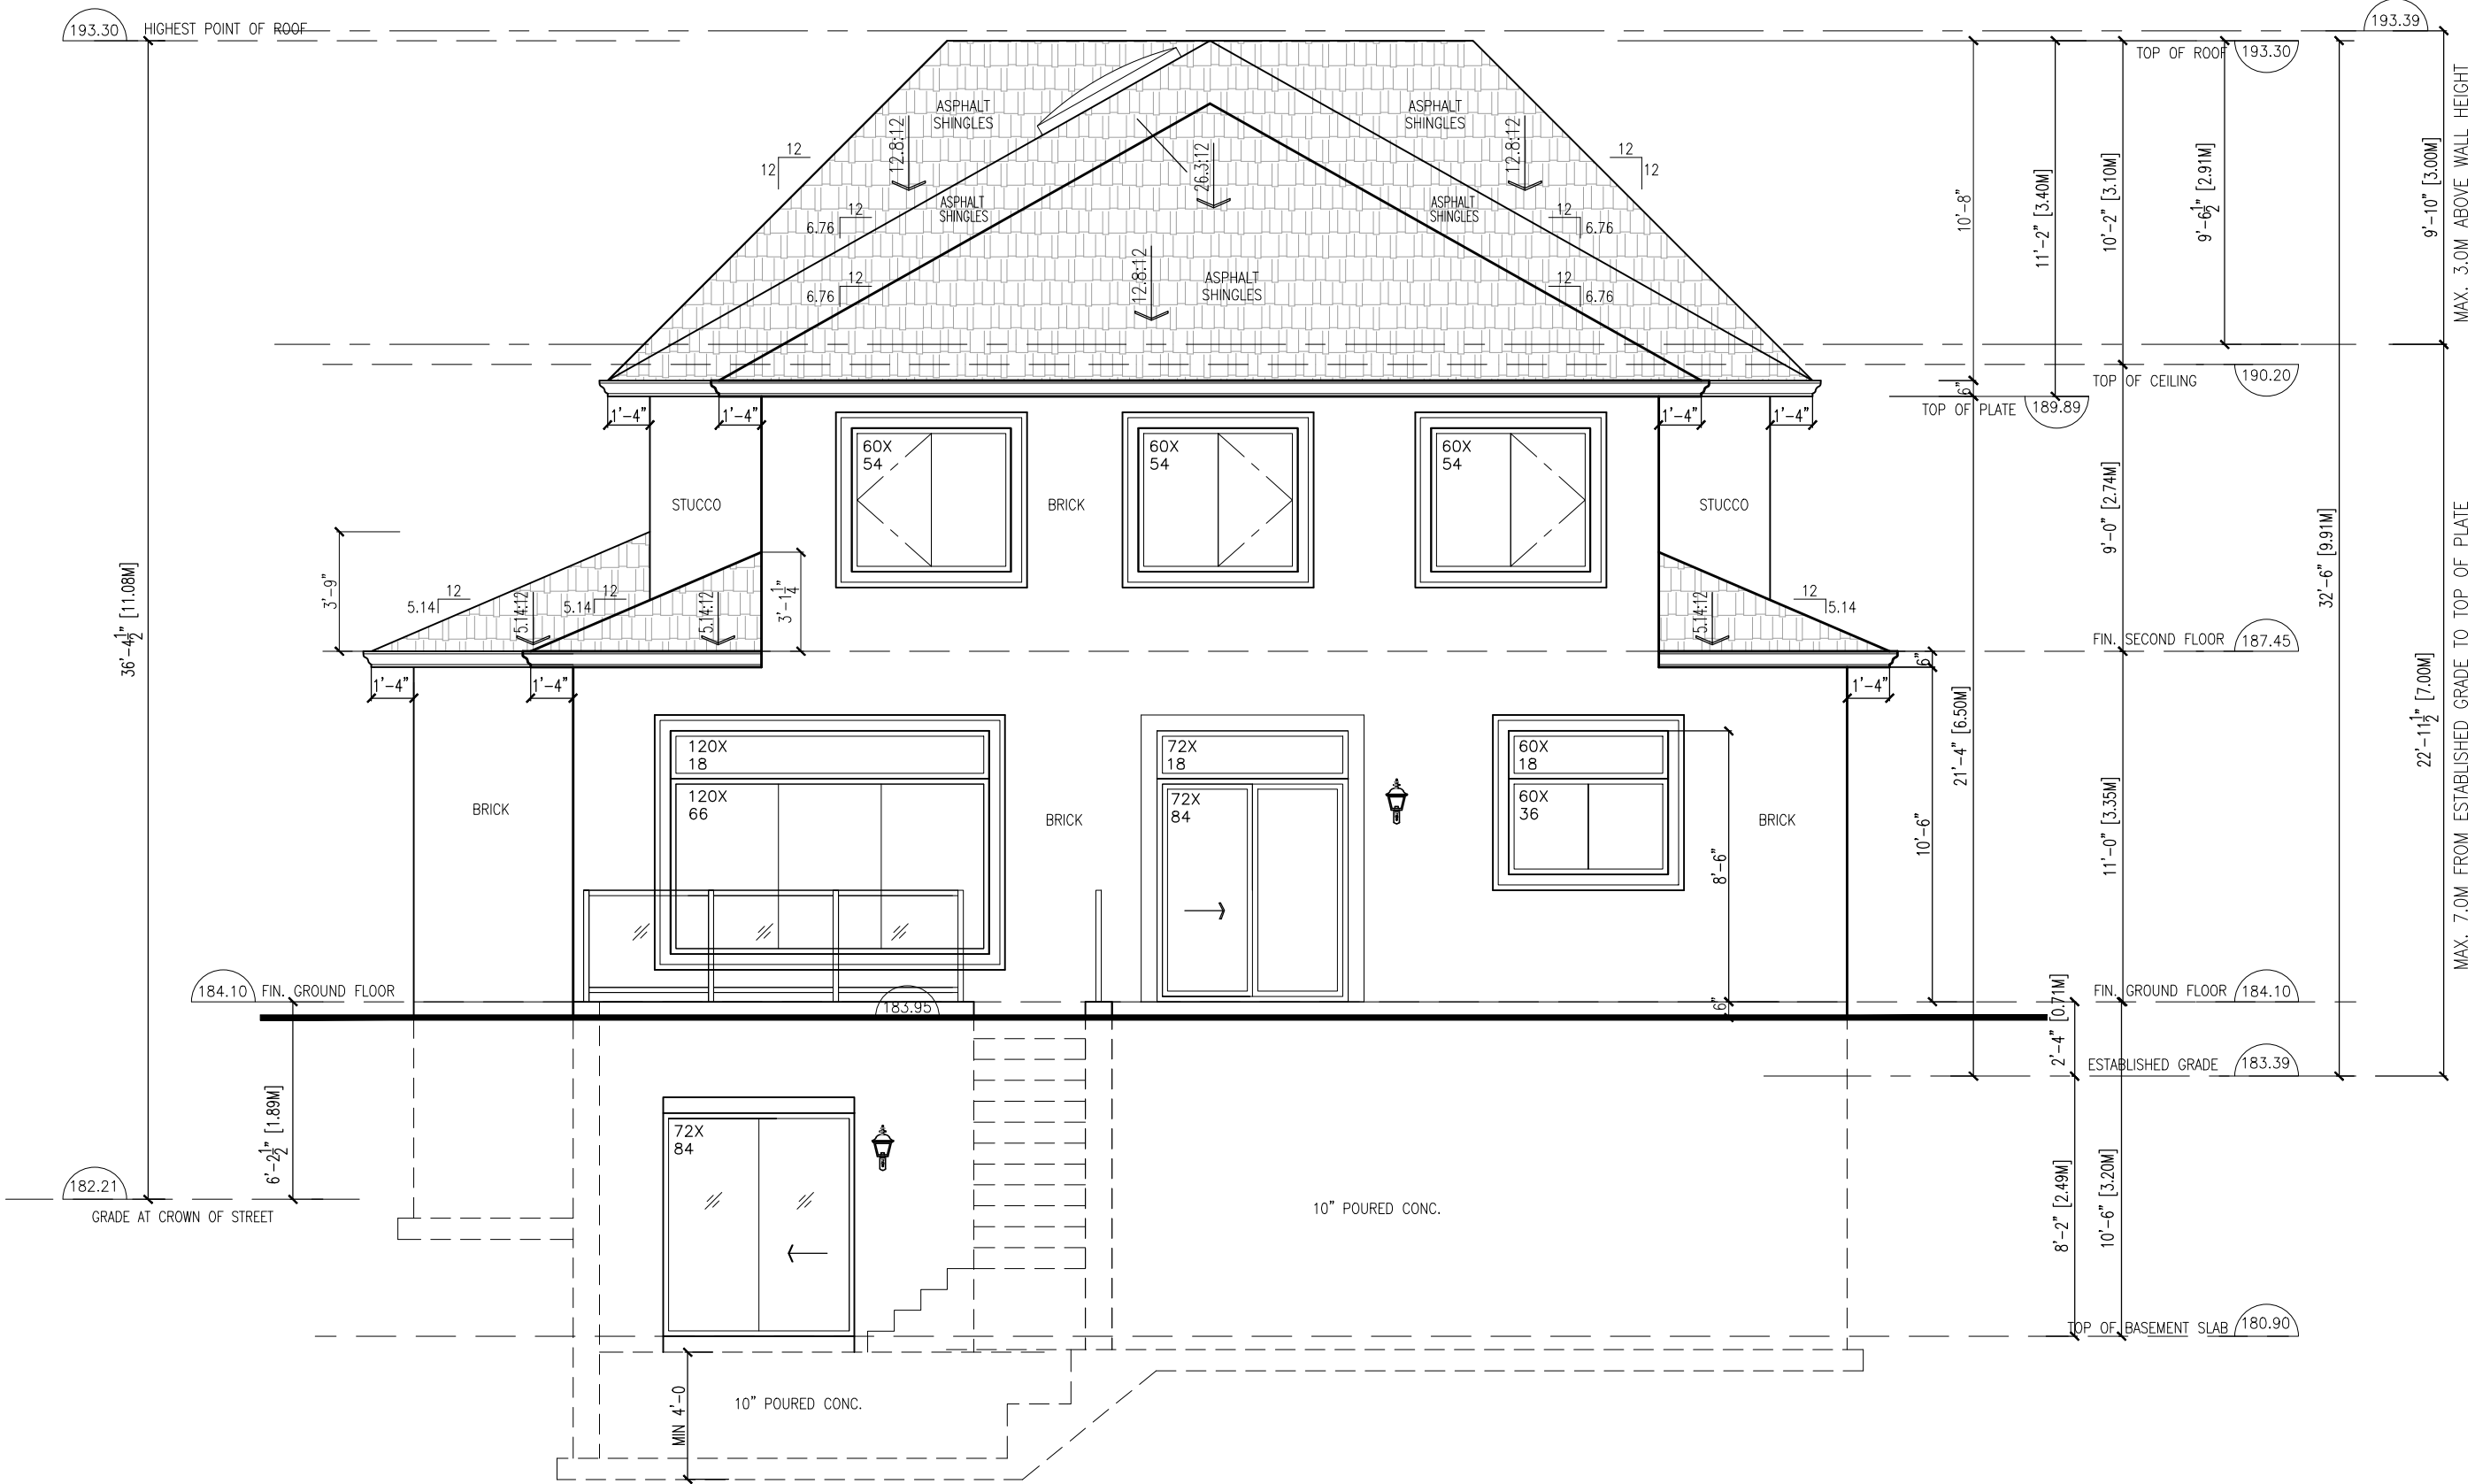 193.30 HIGHEST POINT OF ROOF
193.39
TOP OF ROOF 193.30
ASPHALT
SHINGLES
ASPHALT
SHINGLES
12.8:12
26.3:12
12.8:12
12
12
12
12
ASPHALT
SHINGLES
ASPHALT
SHINGLES
12
6.76
12
6.76
12
6.76
12
6.76
12.8:12
ASPHALT
SHINGLES
10'-8"
11'-2" [3.40M]
10'-2" [3.10M]
9'-6½" [2.91M]
9'-10" [3.00M]
MAX. 3.0M ABOVE WALL HEIGHT
TOP OF CEILING 190.20
6"
TOP OF PLATE 189.89
1'-4"
1'-4"
1'-4"
1'-4"
60X
54
60X
54
60X
54
STUCCO
BRICK
STUCCO
9'-0" [2.74M]
32'-6" [9.91M]
36'-4½" [11.08M]
3'-9"
12
5.14
5.14:12
12
5.14
5.14:12
3'-1¼"
5.14:12
12
5.14
FIN. SECOND FLOOR 187.45
6"
1'-4"
1'-4"
1'-4"
21'-4" [6.50M]
22'-11½" [7.00M]
MAX. 7.0M FROM ESTABLISHED GRADE TO TOP OF PLATE
120X
18
72X
18
60X
18
120X
66
72X
84
60X
36
BRICK
BRICK
BRICK
8'-6"
10'-6"
11'-0" [3.35M]
184.10 FIN. GROUND FLOOR
183.95
6"
FIN. GROUND FLOOR 184.10
2'-4" [0.71M]
ESTABLISHED GRADE 183.39
6'-2½" [1.89M]
72X
84
182.21
GRADE AT CROWN OF STREET
10" POURED CONC.
8'-2" [2.49M]
10'-6" [3.20M]
TOP OF BASEMENT SLAB 180.90
MIN 4'-0
10" POURED CONC.